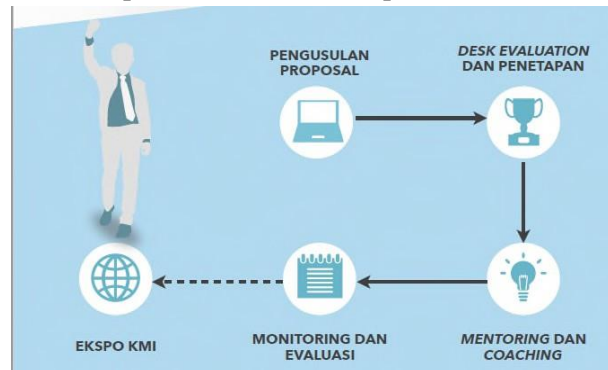 PENGUSULAN
PROPOSAL
DESK EVALUATION
DAN PENETAPAN
EKSPO KMI
MONITORING DAN
EVALUASI
MENTORING DAN
COACHING